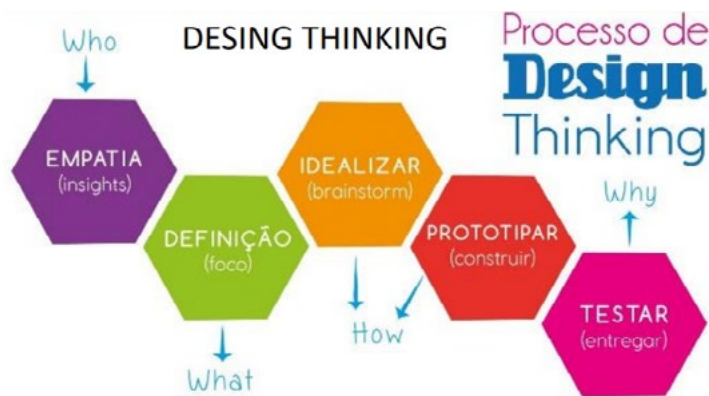 Who
DESING THINKING
Processo de
Design
Thinking
EMPATIA
(insights)
DEFINIÇÃO
(foco)
IDEALIZAR
(brainstorm)
PROTOTIPAR
(construir)
TESTAR
(entregar)
What
How
Why